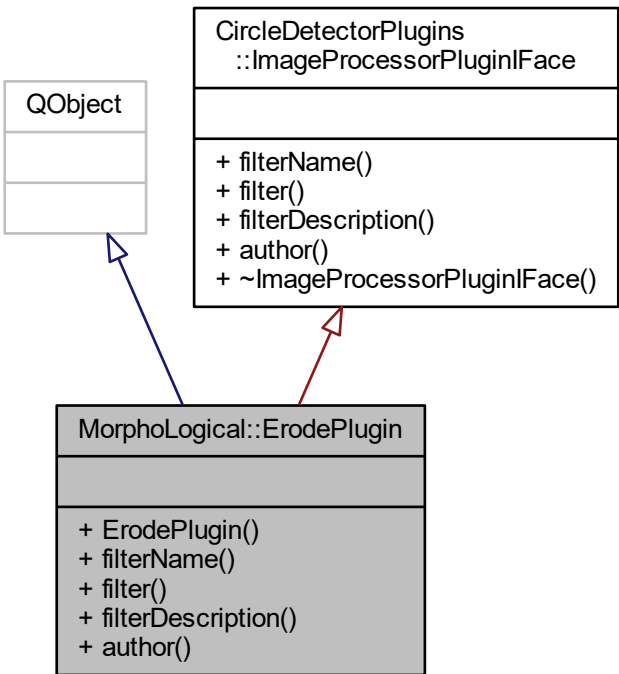 CircleDetectorPlugins
::ImageProcessorPluginIFace
QObject
+ filterName()
+ filter()
+ filterDescription()
+ author()
+ ~ImageProcessorPluginIFace()
MorphoLogical::ErodePlugin
+ ErodePlugin()
+ filterName()
+ filter()
+ filterDescription()
+ author()